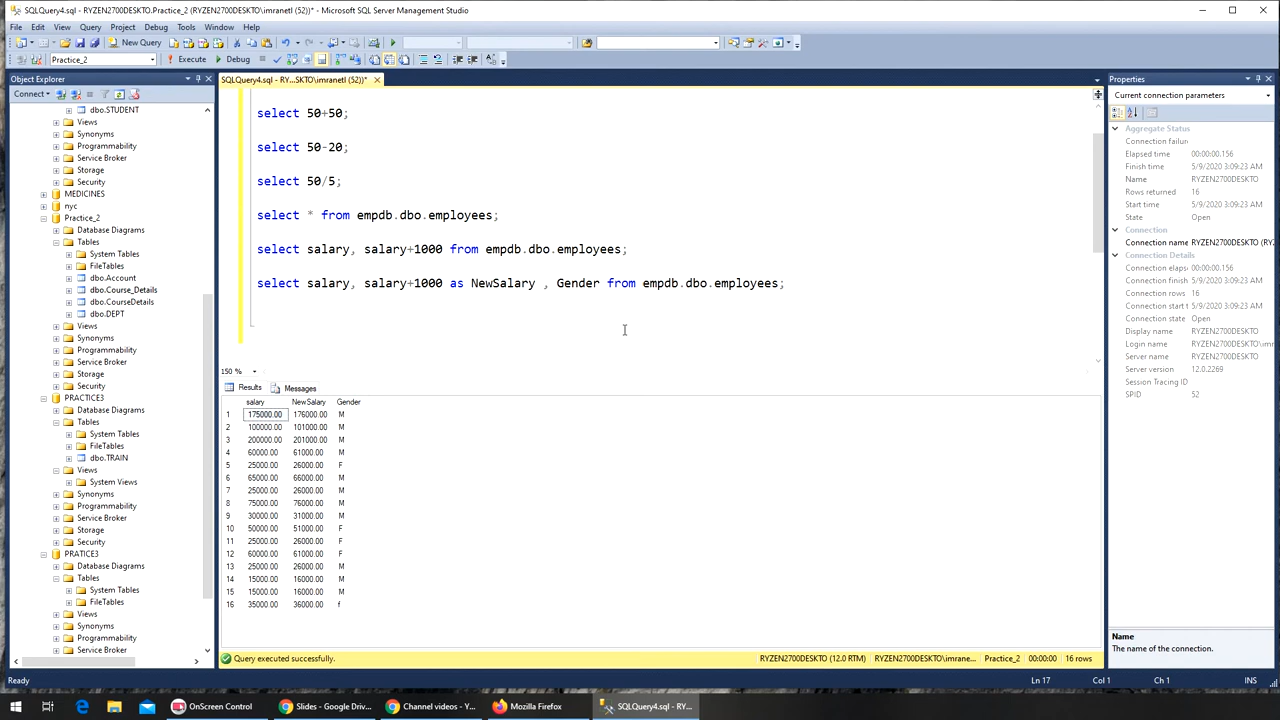 SQLQuery4.sql - RYZEN2700DESKTO.Practice_2 (RYZEN2700DESKTO\imranetl (52))* - Microsoft SQL Server Management Studio
File Edit View Query Project Debug Tools Window Help
New Query
Practice_2 Execute Debug
Object Explorer
Connect
dbo.STUDENT
Views
Synonyms
Programmability
Service Broker
Storage
Security
MEDICINES
nyc
Practice_2
Database Diagrams
Tables
System Tables
FileTables
dbo.Account
dbo.Course_Details
dbo.CourseDetails
dbo.DEPT
Views
Synonyms
Programmability
Service Broker
Storage
Security
PRACTICE3
Database Diagrams
Tables
System Tables
FileTables
dbo.TRAIN
Views
System Views
Synonyms
Programmability
Service Broker
Storage
Security
PRATICE3
Database Diagrams
Tables
System Tables
FileTables
Views
Synonyms
Programmability
Service Broker
SQLQuery4.sql - RY...SKTO\imranetl (52))*
select 50+50;
select 50-20;
select 50/5;
select * from empdb.dbo.employees;
select salary, salary+1000 from empdb.dbo.employees;
select salary, salary+1000 as NewSalary , Gender from empdb.dbo.employees;
150 %
Results Messages
salary NewSalary Gender
1 175000.00 176000.00 M
2 100000.00 101000.00 M
3 200000.00 201000.00 M
4 60000.00 61000.00 M
5 25000.00 26000.00 F
6 65000.00 66000.00 M
7 25000.00 26000.00 M
8 75000.00 76000.00 M
9 30000.00 31000.00 M
10 50000.00 51000.00 F
11 25000.00 26000.00 F
12 60000.00 61000.00 F
13 25000.00 26000.00 M
14 15000.00 16000.00 M
15 15000.00 16000.00 M
16 35000.00 36000.00 f
Query executed successfully. RYZEN2700DESKTO (12.0 RTM) RYZEN2700DESKTO\imrane... Practice_2 00:00:00 16 rows
Properties
Current connection parameters
Aggregate Status
Connection failur
Elapsed time 00:00:00.156
Finish time 5/9/2020 3:09:23 AM
Name RYZEN2700DESKTO
Rows returned 16
Start time 5/9/2020 3:09:23 AM
State Open
Connection
Connection name RYZEN2700DESKTO (RY
Connection Details
Connection elaps 00:00:00.156
Connection finish 5/9/2020 3:09:23 AM
Connection rows 16
Connection start t 5/9/2020 3:09:23 AM
Connection state Open
Display name RYZEN2700DESKTO
Login name RYZEN2700DESKTO\imr
Server name RYZEN2700DESKTO
Server version 12.0.2269
Session Tracing ID
SPID 52
Name
The name of the connection.
Ready Ln 17 Col 1 Ch 1 INS
OnScreen Control Slides - Google Driv... Channel videos - Y... Mozilla Firefox SQLQuery4.sql - RY...